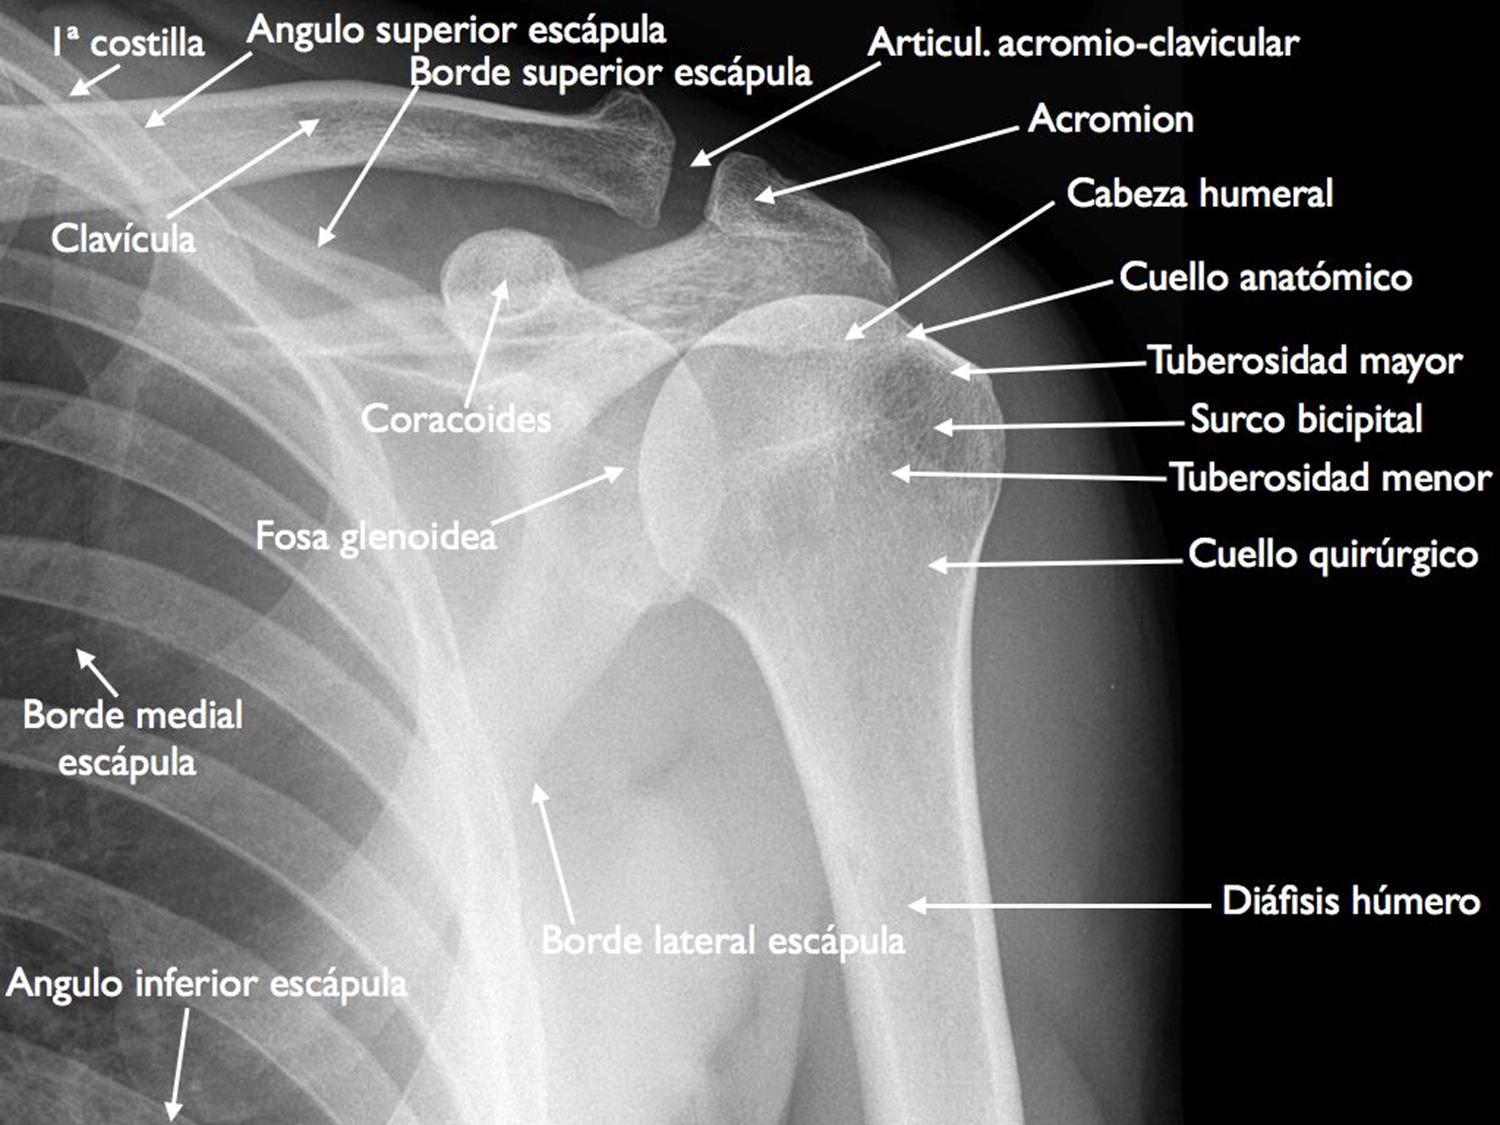 1ª costilla
Angulo superior escápula
Borde superior escápula
Articul. acromio-clavicular
Acromion
Cabeza humeral
Clavícula
Cuello anatómico
Tuberosidad mayor
Coracoides
Surco bicipital
Tuberosidad menor
Fosa glenoidea
Cuello quirúrgico
Borde medial
escápula
Diáfisis húmero
Borde lateral escápula
Angulo inferior escápula